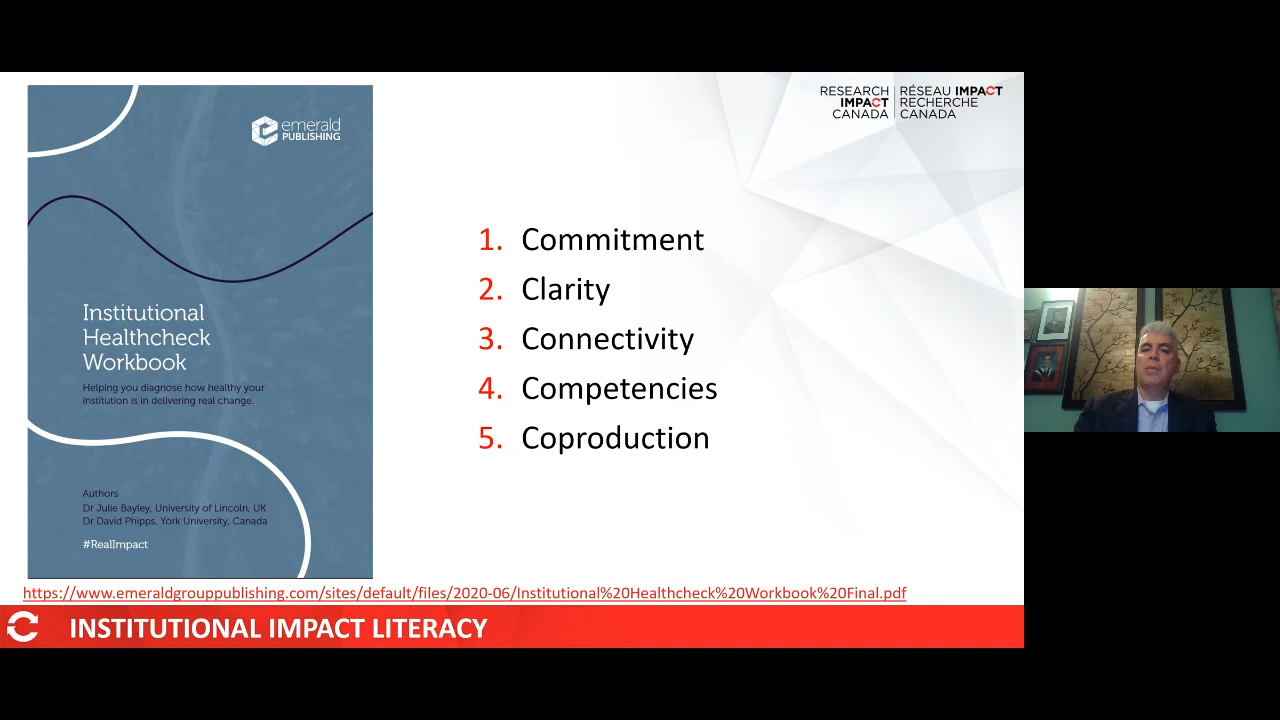 emerald
PUBLISHING
Institutional
Healthcheck
Workbook
Helping you diagnose how healthy your
institution is in delivering real change.
Authors
Dr Julie Bayley, University of Lincoln, UK
Dr David Phipps, York University, Canada
#RealImpact
RESEARCH
IMPACT
CANADA
RÉSEAU IMPACT
RECHERCHE
CANADA
1. Commitment
2. Clarity
3. Connectivity
4. Competencies
5. Coproduction
https://www.emeraldgrouppublishing.com/sites/default/files/2020-06/Institutional%20Healthcheck%20Workbook%20Final.pdf
INSTITUTIONAL IMPACT LITERACY